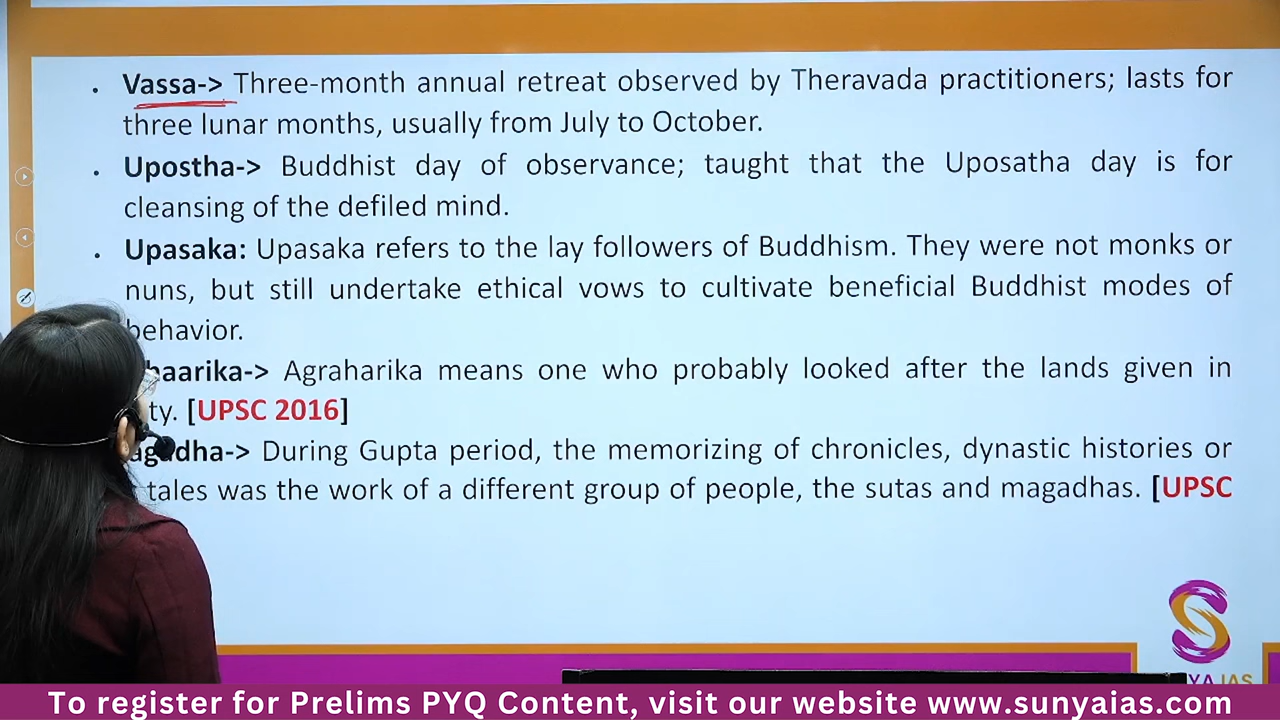 • Vassa-> Three-month annual retreat observed by Theravada practitioners; lasts for
three lunar months, usually from July to October.
• Upostha-> Buddhist day of observance; taught that the Uposatha day is for
cleansing of the defiled mind.
• Upasaka: Upasaka refers to the lay followers of Buddhism. They were not monks or
nuns, but still undertake ethical vows to cultivate beneficial Buddhist modes of
behavior.
haarika-> Agraharika means one who probably looked after the lands given in
ty. [UPSC 2016]
agadha-> During Gupta period, the memorizing of chronicles, dynastic histories or
tales was the work of a different group of people, the sutas and magadhas. [UPSC
YA IAS
To register for Prelims PYQ Content, visit our website www.sunyaias.com